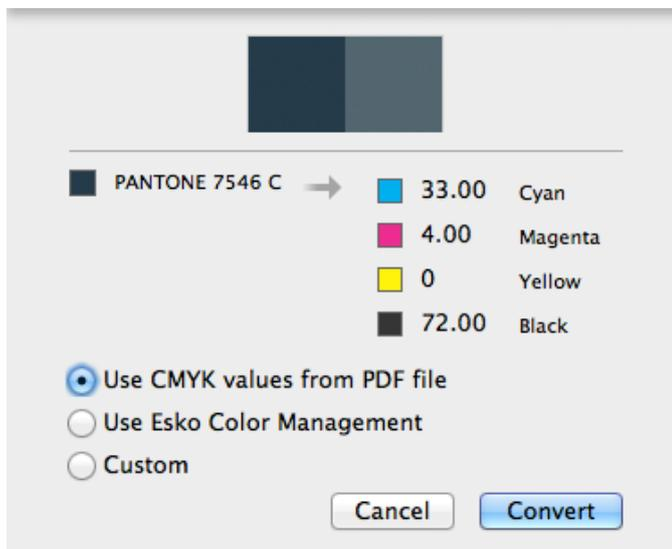 PANTONE 7546 C
33.00 Cyan
4.00 Magenta
0 Yellow
72.00 Black
Use CMYK values from PDF file
Use Esko Color Management
Custom
Cancel Convert